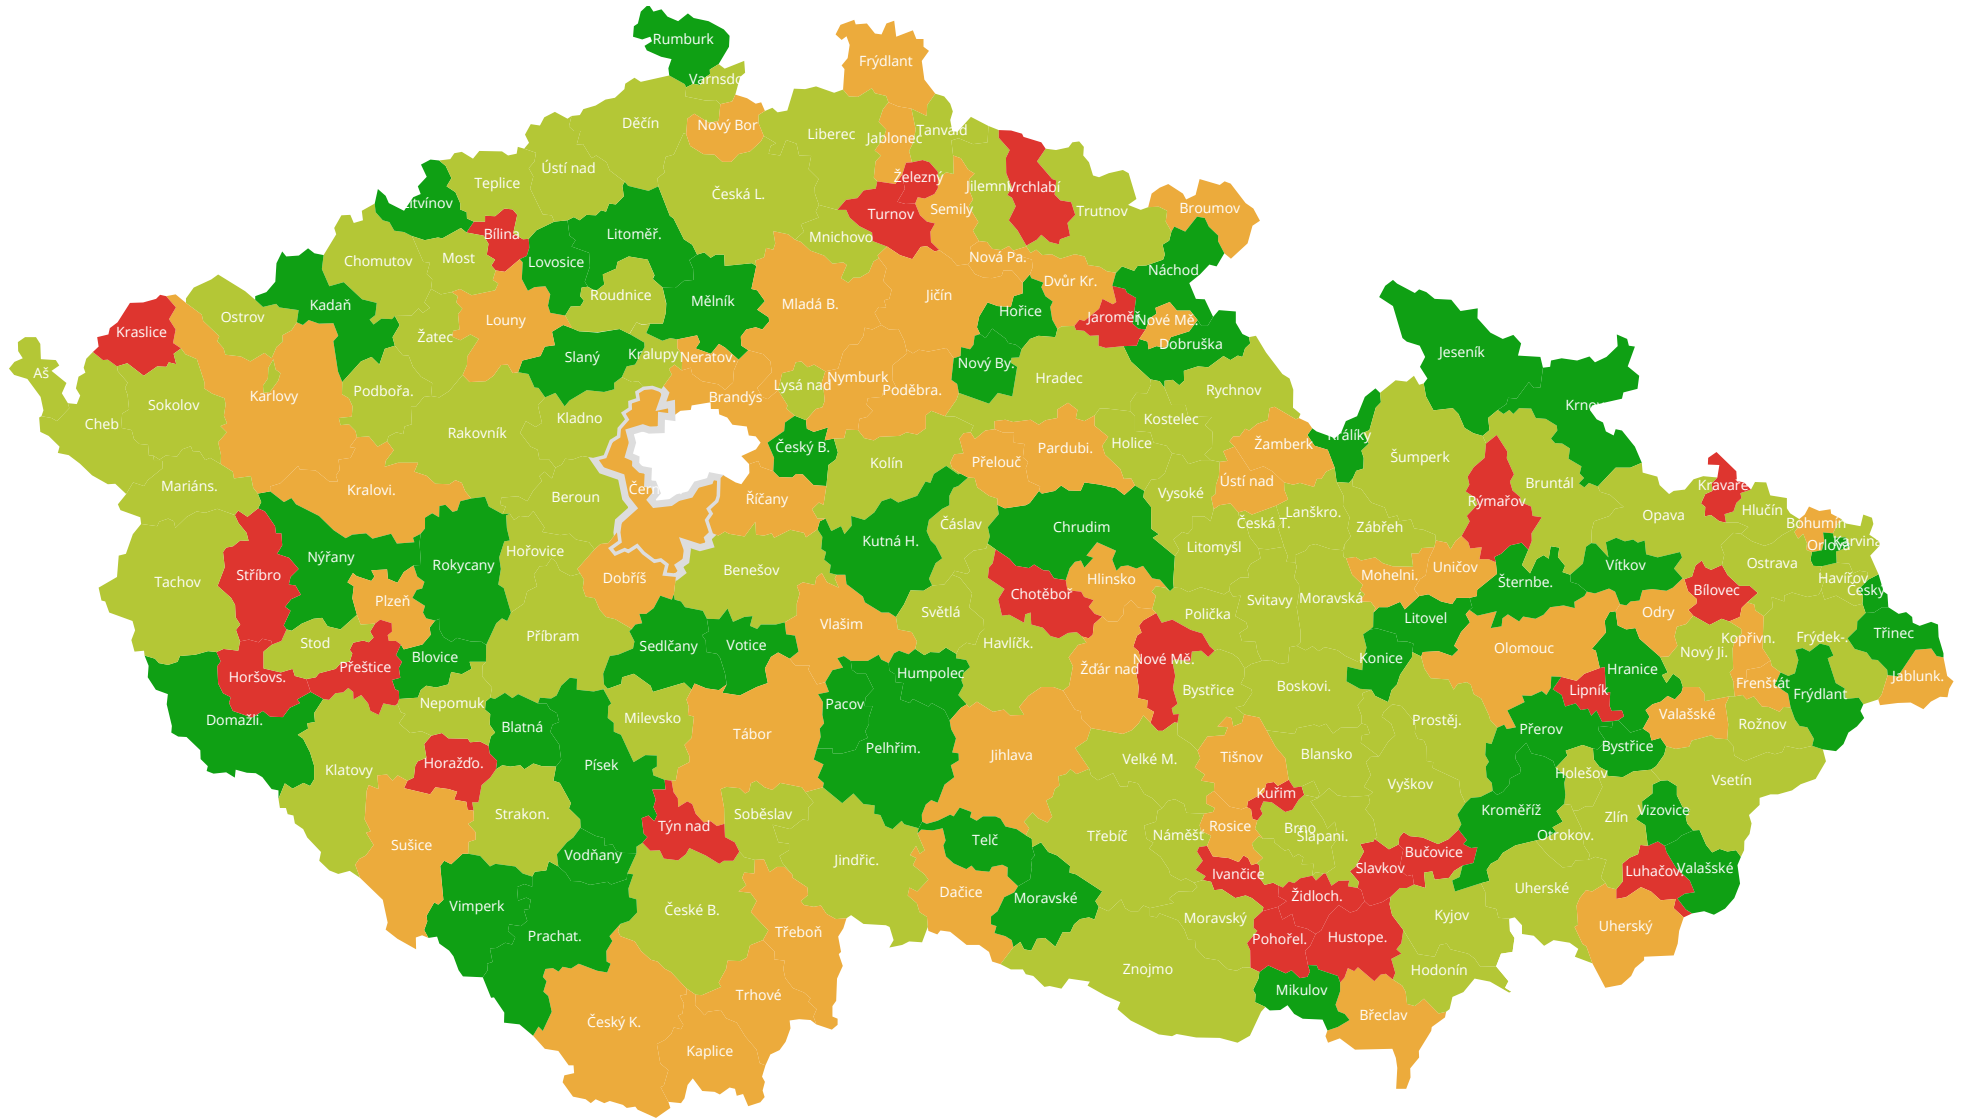 Rumburk
Frýdlant
Varnsdo
Děčín
Nový Bor
Liberec
Jablonec
Tanvald
Ústí nad
Teplice
Železný
Jilemni
Vrchlabí
Česká L.
Litvínov
Semily
Turnov
Trutnov
Broumov
Bílina
Litoměř.
Mnichovo
Chomutov
Most
Lovosice
Nová Pa.
Náchod
Dvůr Kr.
Roudnice
Mělník
Mladá B.
Jičín
Kadaň
Ostrov
Louny
Hořice
Jaroměř
Nové Mě.
Kraslice
Žatec
Slaný
Kralupy
Neratov.
Dobruška
Jeseník
Aš
Nový By.
Nymburk
Lysá nad
Hradec
Podbořa.
Karlovy
Poděbra.
Rychnov
Brandýs
Sokolov
Krnov
Cheb
Kladno
Kostelec
Rakovník
Králíky
Český B.
Pardubi.
Holice
Žamberk
Kolín
Přelouč
Šumperk
Mariáns.
Kralovi.
Beroun
Čern
Říčany
Vysoké
Ústí nad
Bruntál
Kravaře
Rýmařov
Lanškro.
Hlučín
Opava
Čáslav
Chrudim
Česká T.
Zábřeh
Bohumín
Kutná H.
Litomyšl
Orlová
Karviná
Hořovice
Nýřany
Rokycany
Vítkov
Ostrava
Stříbro
Tachov
Dobříš
Benešov
Hlinsko
Mohelni.
Uničov
Šternbe.
Havířov
Český
Bílovec
Plzeň
Chotěboř
Svitavy
Moravská
Světlá
Polička
Odry
Litovel
Vlašim
Příbram
Stod
Havlíčk.
Třinec
Kopřivn.
Frýdek-.
Sedlčany
Votice
Olomouc
Nový Ji.
Blovice
Přeštice
Nové Mě.
Konice
Žďár nad
Hranice
Humpolec
Horšovs.
Jablunk.
Frenštát
Boskovi.
Bystřice
Lipník
Frýdlant
Nepomuk
Pacov
Milevsko
Valašské
Domažli.
Prostěj.
Rožnov
Blatná
Přerov
Tábor
Pelhřim.
Bystřice
Jihlava
Blansko
Tišnov
Velké M.
Horažďo.
Písek
Klatovy
Holešov
Vsetín
Vyškov
Kuřim
Kroměříž
Vizovice
Strakon.
Soběslav
Zlín
Týn nad
Rosice
Brno
Šlapani.
Třebíč
Náměšť
Otrokov.
Telč
Sušice
Vodňany
Bučovice
Jindřic.
Slavkov
Valašské
Luhačov.
Ivančice
Uherské
Dačice
Židloch.
Moravské
Vimperk
České B.
Kyjov
Moravský
Uherský
Třeboň
Prachat.
Pohořel.
Hustope.
Znojmo
Hodonín
Mikulov
Trhové
Břeclav
Český K.
Kaplice